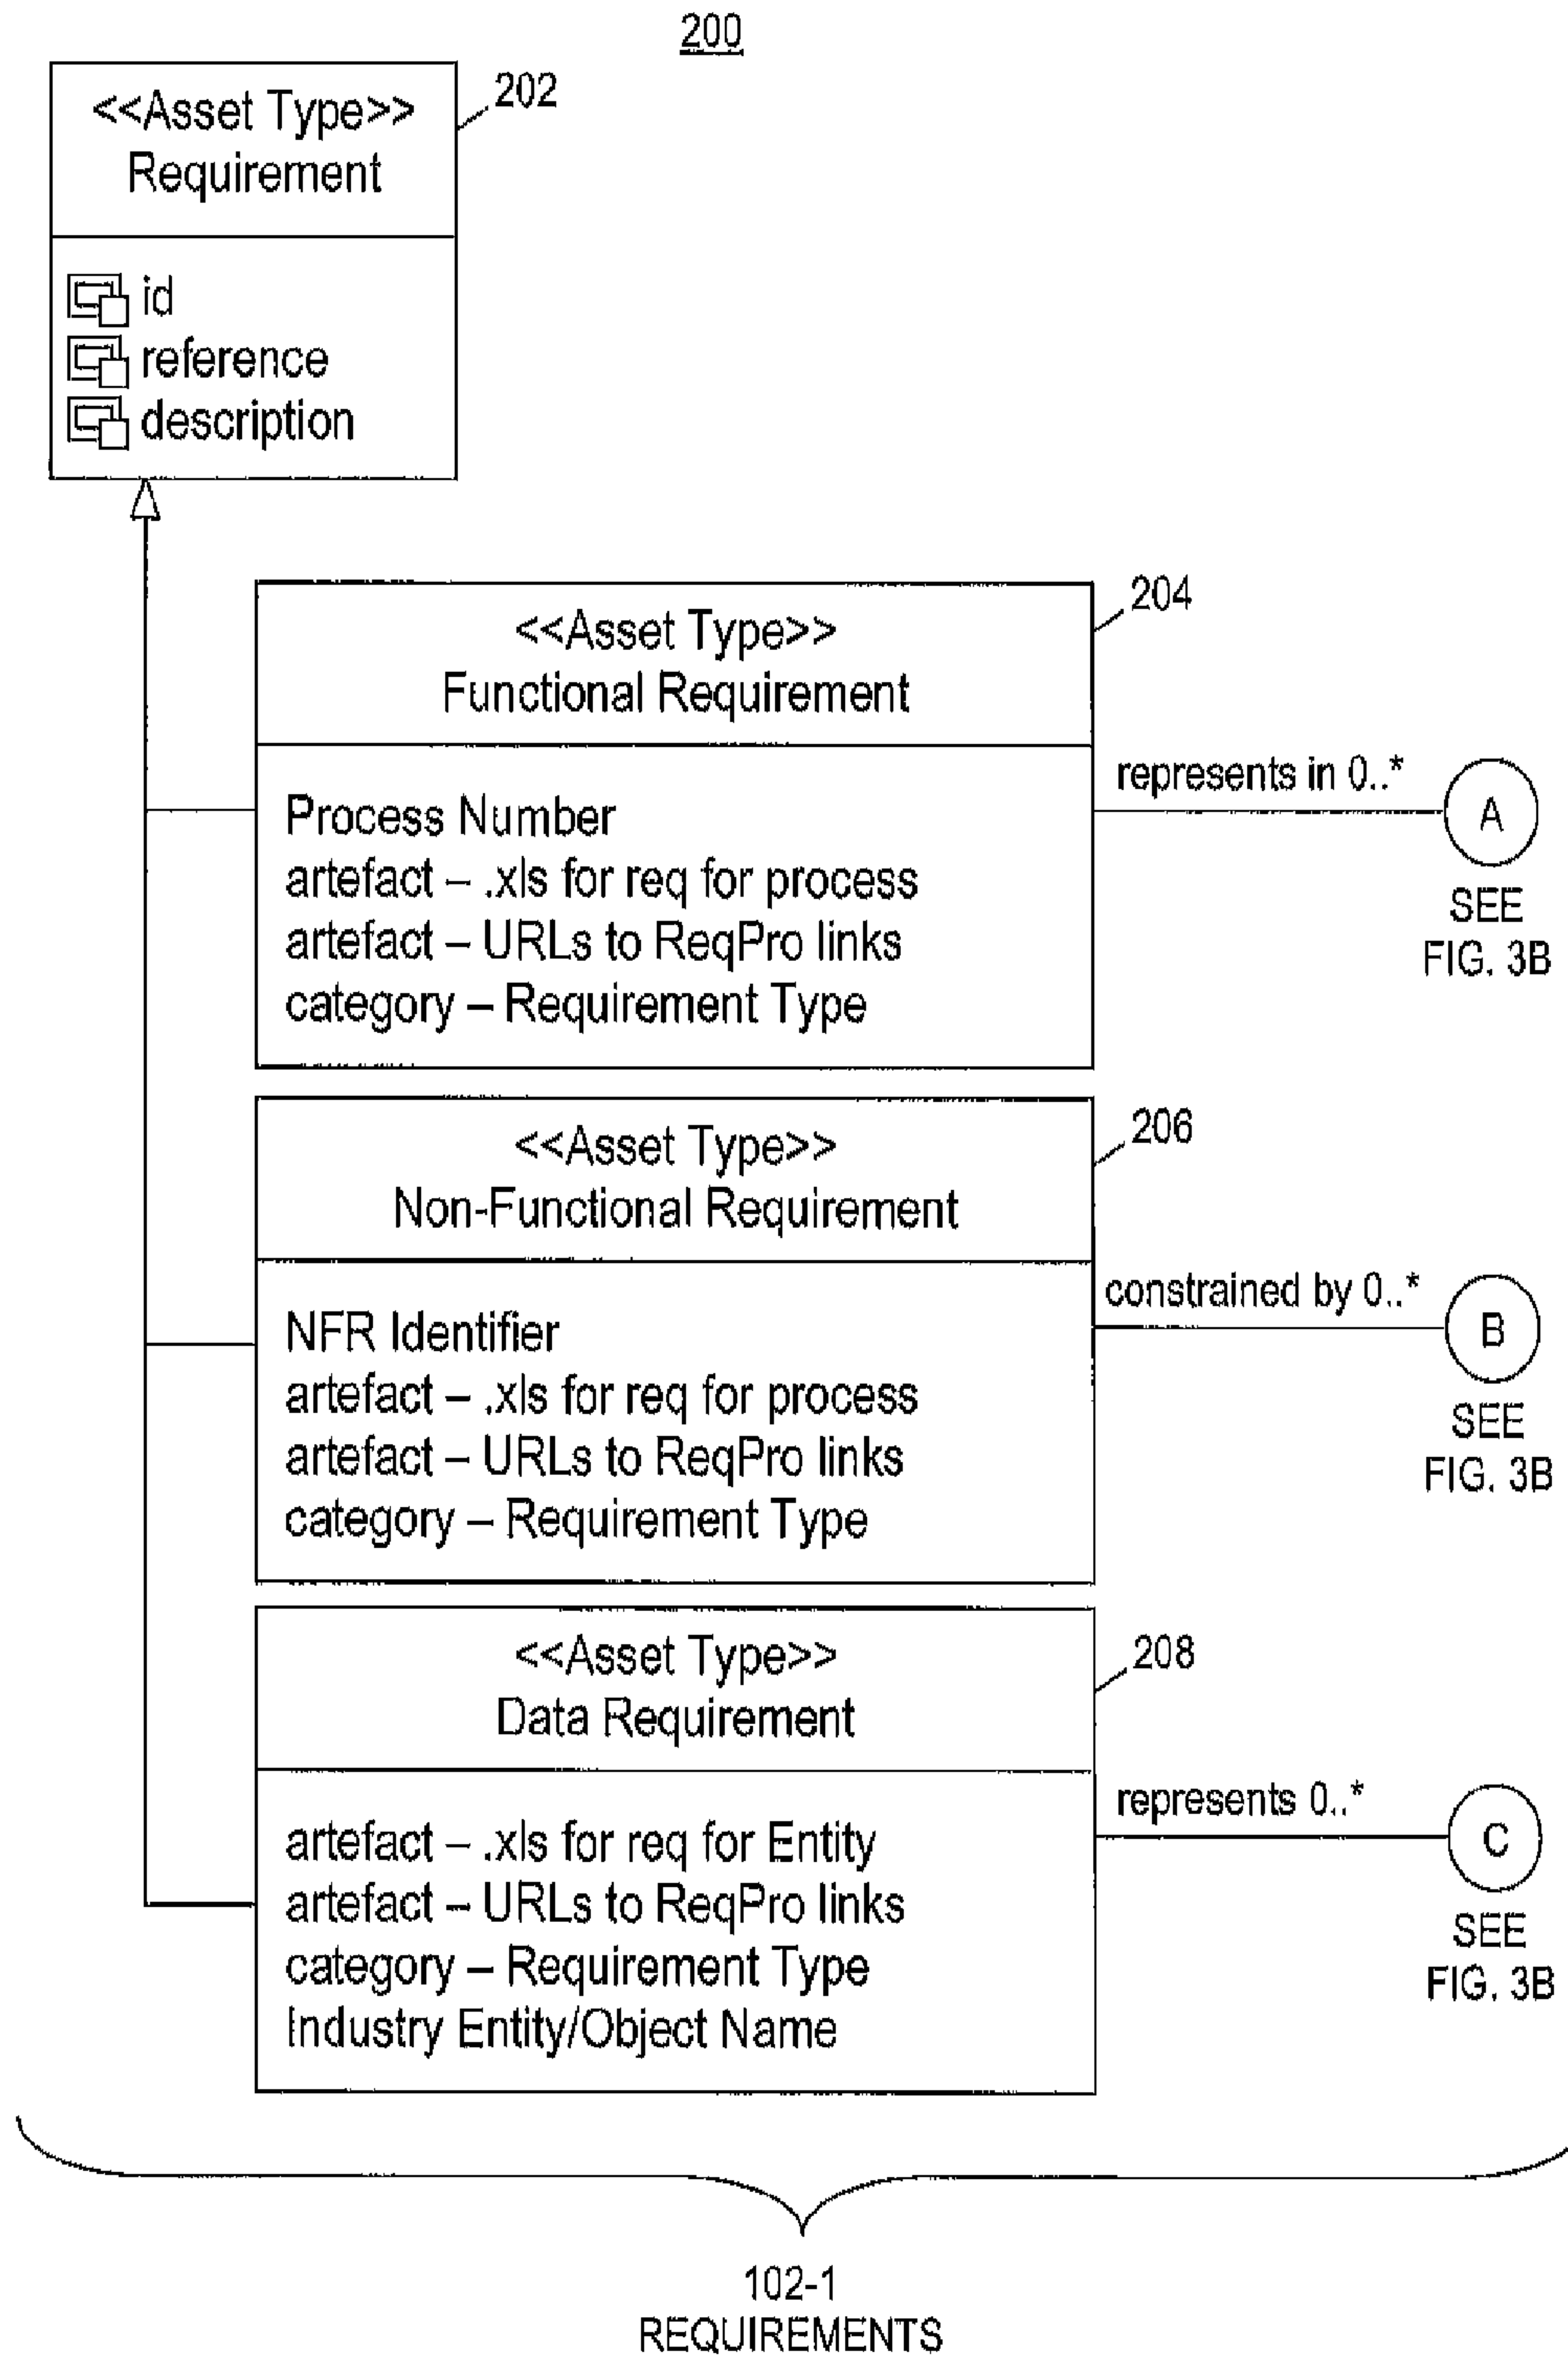 200
<<Asset Type>>
Requirement
202
id
reference
description
<<Asset Type>>
Functional Requirement
204
Process Number
artefact – .xls for req for process
artefact – URLs to ReqPro links
category – Requirement Type
represents in 0..*
A
SEE
FIG. 3B
<<Asset Type>>
Non-Functional Requirement
206
NFR Identifier
artefact – .xls for req for process
artefact – URLs to ReqPro links
category – Requirement Type
constrained by 0..*
B
SEE
FIG. 3B
<<Asset Type>>
Data Requirement
208
artefact – .xls for req for Entity
artefact – URLs to ReqPro links
category – Requirement Type
Industry Entity/Object Name
represents 0..*
C
SEE
FIG. 3B
102-1
REQUIREMENTS